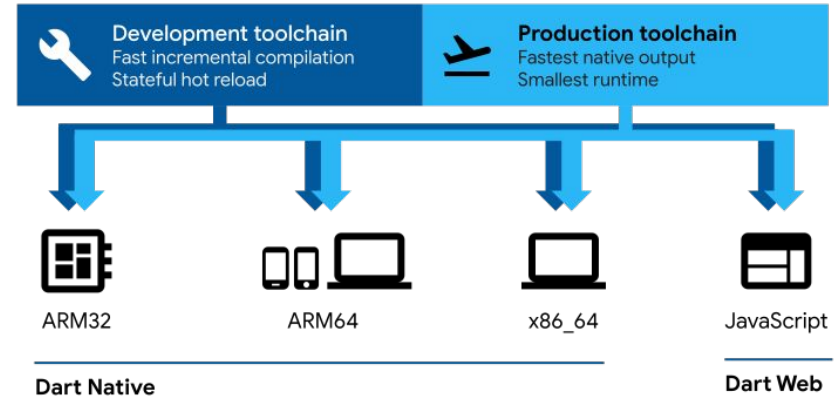 Development toolchain
Fast incremental compilation
Stateful hot reload
Production toolchain
Fastest native output
Smallest runtime
ARM32
ARM64
x86_64
JavaScript
Dart Native
Dart Web